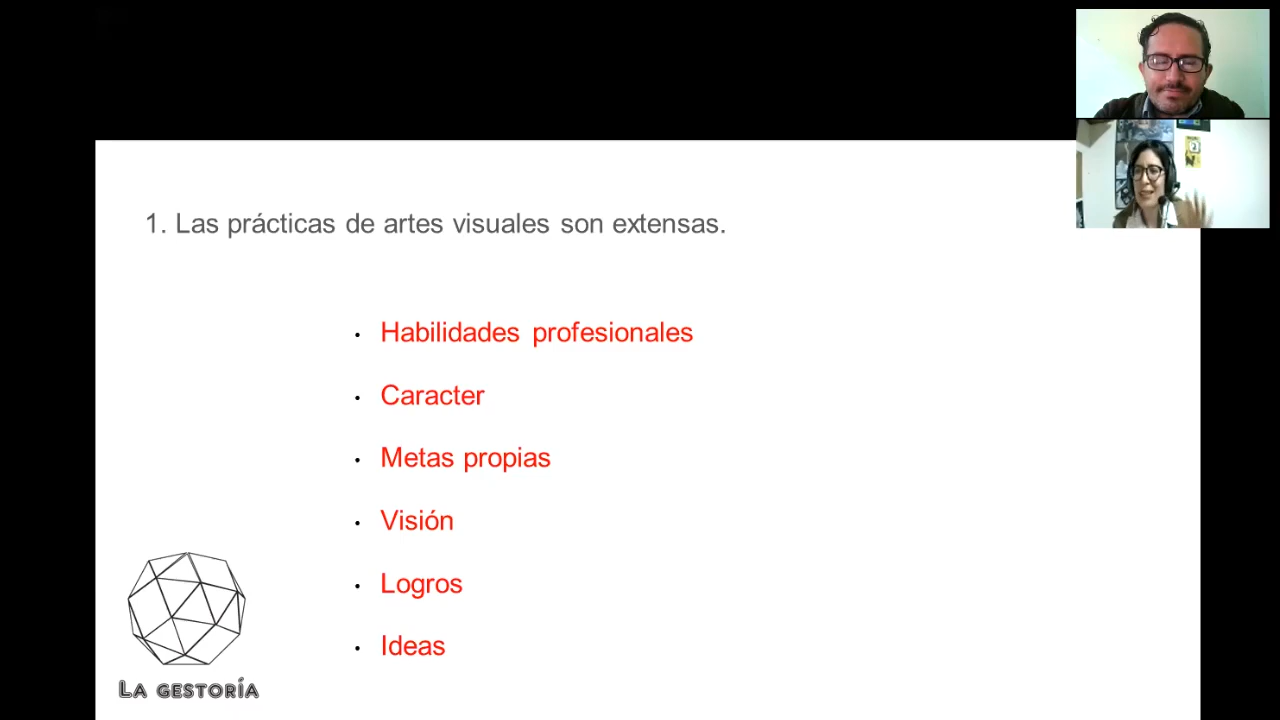 1. Las prácticas de artes visuales son extensas.
• Habilidades profesionales
• Caracter
• Metas propias
• Visión
• Logros
• Ideas
LA GESTORÍA